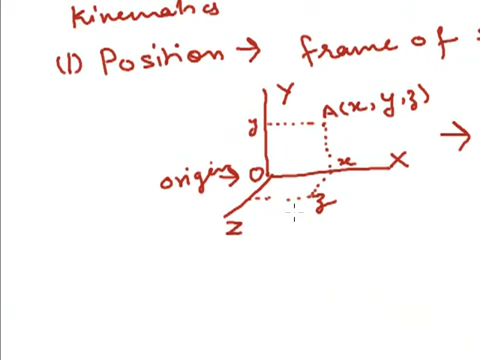 Kinematics
(1) Position → frame of
Y
y A(x, y, z)
origin → O x X
z
Z